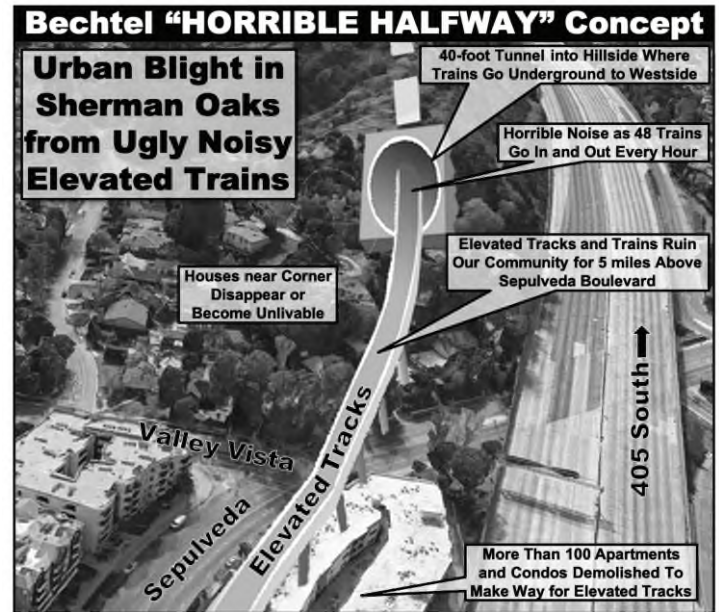 Bechtel “HORRIBLE HALFWAY” Concept
Urban Blight in
Sherman Oaks
from Ugly Noisy
Elevated Trains
40-foot Tunnel into Hillside Where
Trains Go Underground to Westside
Horrible Noise as 48 Trains
Go In and Out Every Hour
Elevated Tracks and Trains Ruin
Our Community for 5 miles Above
Sepulveda Boulevard
Houses near Corner
Disappear or
Become Unlivable
405 South
Valley Vista
Sepulveda
Elevated Tracks
More Than 100 Apartments
and Condos Demolished To
Make Way for Elevated Tracks